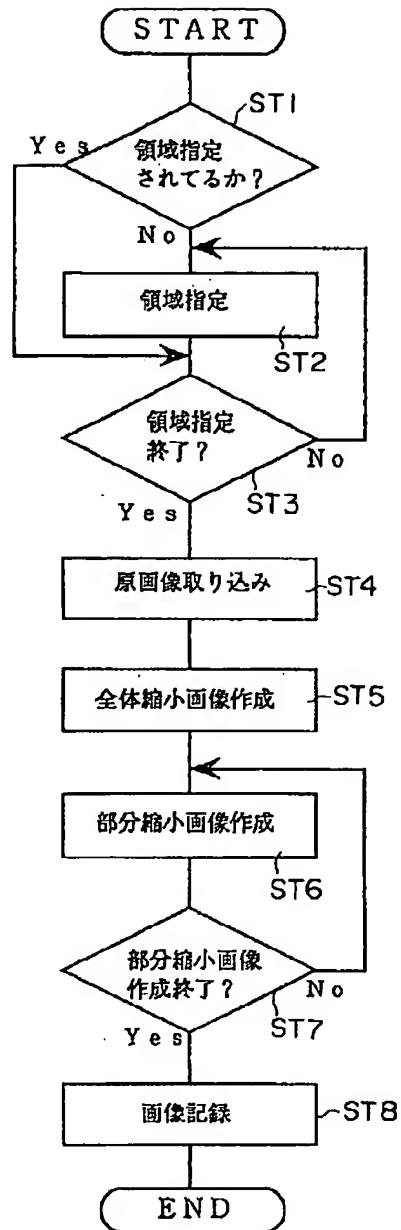 START
ST1
Yes
領域指定
されてるか?
No
領域指定
ST2
領域指定
終了?
No
ST3
Yes
原画像取り込み
ST4
全体縮小画像作成
ST5
部分縮小画像作成
ST6
部分縮小画像
作成終了?
No
ST7
Yes
画像記録
ST8
END